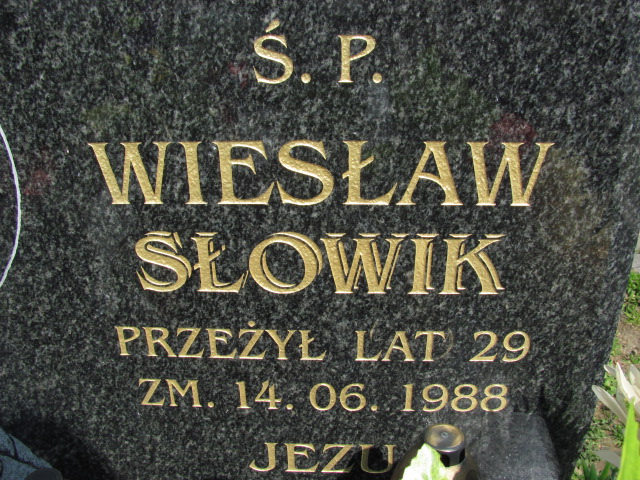 Ś. P.
WIESŁAW
SŁOWIK
PRZEŻYŁ LAT 29
ZM. 14. 06. 1988
JEZU